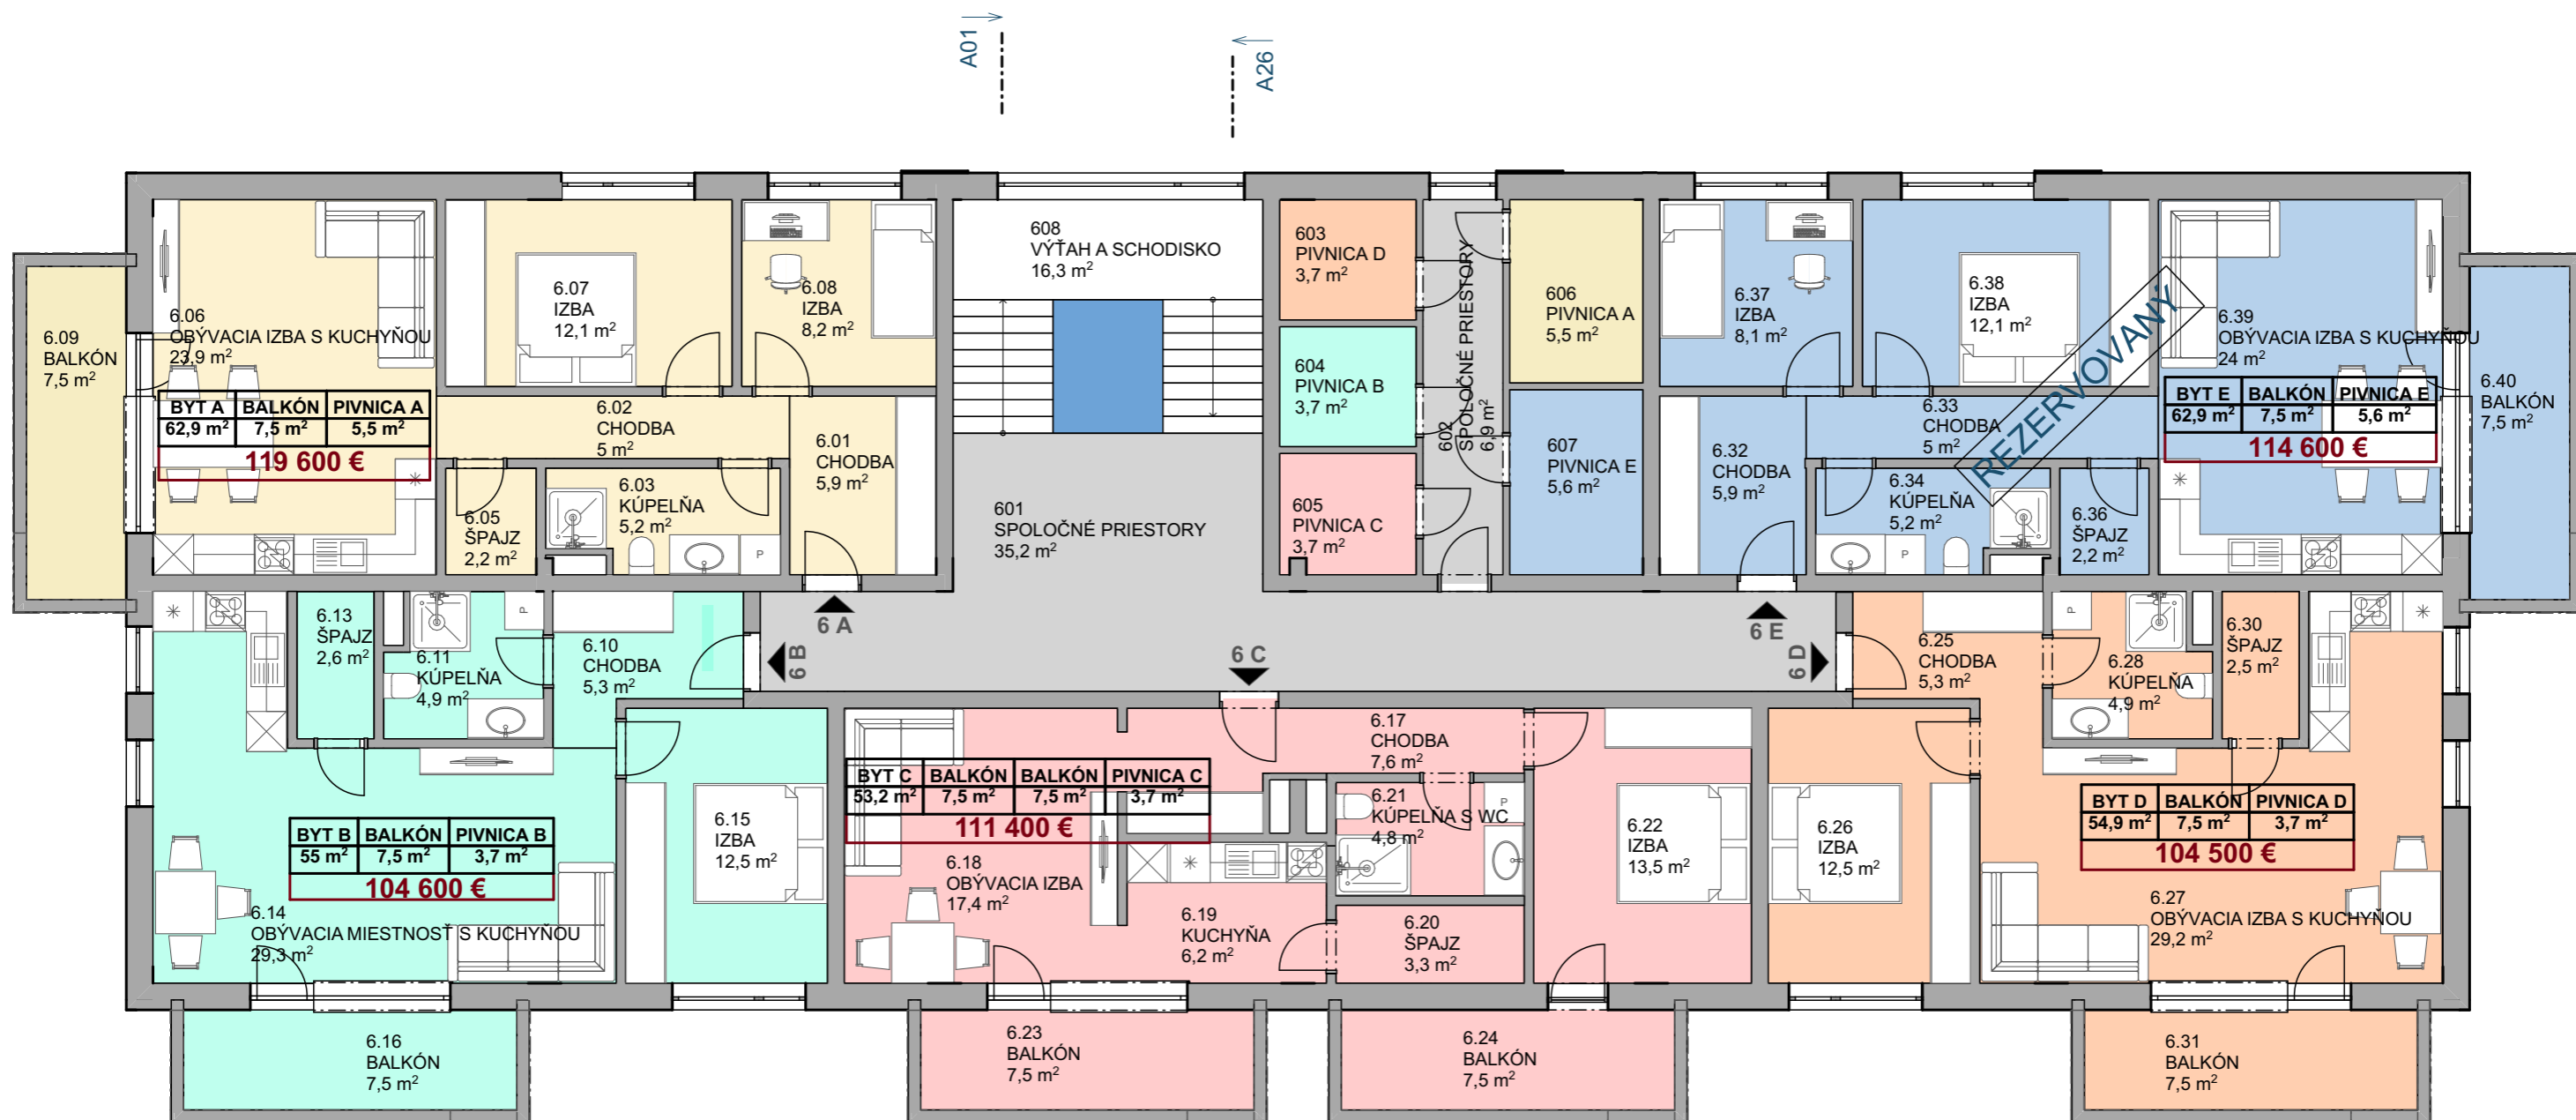 A01
A26
6.09
BALKÓN
7,5 m²
6.06
OBÝVACIA IZBA S KUCHYŇOU
23,9 m²
6.07
IZBA
12,1 m²
6.08
IZBA
8,2 m²
608
VÝŤAH A SCHODISKO
16,3 m²
603
PIVNICA D
3,7 m²
604
PIVNICA B
3,7 m²
605
PIVNICA C
3,7 m²
602
SPOLOČNÉ PRIESTORY
6,9 m²
606
PIVNICA A
5,5 m²
607
PIVNICA E
5,6 m²
6.37
IZBA
8,1 m²
6.38
IZBA
12,1 m²
6.39
OBÝVACIA IZBA S KUCHYŇOU
24 m²
6.40
BALKÓN
7,5 m²
REZERVOVANÝ
BYT A BALKÓN PIVNICA A
62,9 m² 7,5 m² 5,5 m²
119 600 €
6.02
CHODBA
5 m²
6.01
CHODBA
5,9 m²
6.03
KÚPELŇA
5,2 m²
P
6.05
ŠPAJZ
2,2 m²
601
SPOLOČNÉ PRIESTORY
35,2 m²
6.32
CHODBA
5,9 m²
6.33
CHODBA
5 m²
6.34
KÚPELŇA
5,2 m²
P
6.36
ŠPAJZ
2,2 m²
BYT E BALKÓN PIVNICA E
62,9 m² 7,5 m² 5,6 m²
114 600 €
6 A
6 B
6 C
6 E
6 D
6.13
ŠPAJZ
2,6 m²
6.11
KÚPELŇA
4,9 m²
P
6.10
CHODBA
5,3 m²
6.15
IZBA
12,5 m²
BYT B BALKÓN PIVNICA B
55 m² 7,5 m² 3,7 m²
104 600 €
6.14
OBÝVACIA MIESTNOSŤ S KUCHYŇOU
29,3 m²
6.16
BALKÓN
7,5 m²
BYT C BALKÓN BALKÓN PIVNICA C
53,2 m² 7,5 m² 7,5 m² 3,7 m²
111 400 €
6.17
CHODBA
7,6 m²
6.18
OBÝVACIA IZBA
17,4 m²
6.19
KUCHYŇA
6,2 m²
6.21
KÚPELŇA S WC
4,8 m²
P
6.20
ŠPAJZ
3,3 m²
6.22
IZBA
13,5 m²
6.23
BALKÓN
7,5 m²
6.24
BALKÓN
7,5 m²
6.25
CHODBA
5,3 m²
6.26
IZBA
12,5 m²
6.28
KÚPELŇA
4,9 m²
P
6.30
ŠPAJZ
2,5 m²
BYT D BALKÓN PIVNICA D
54,9 m² 7,5 m² 3,7 m²
104 500 €
6.27
OBÝVACIA IZBA S KUCHYŇOU
29,2 m²
6.31
BALKÓN
7,5 m²